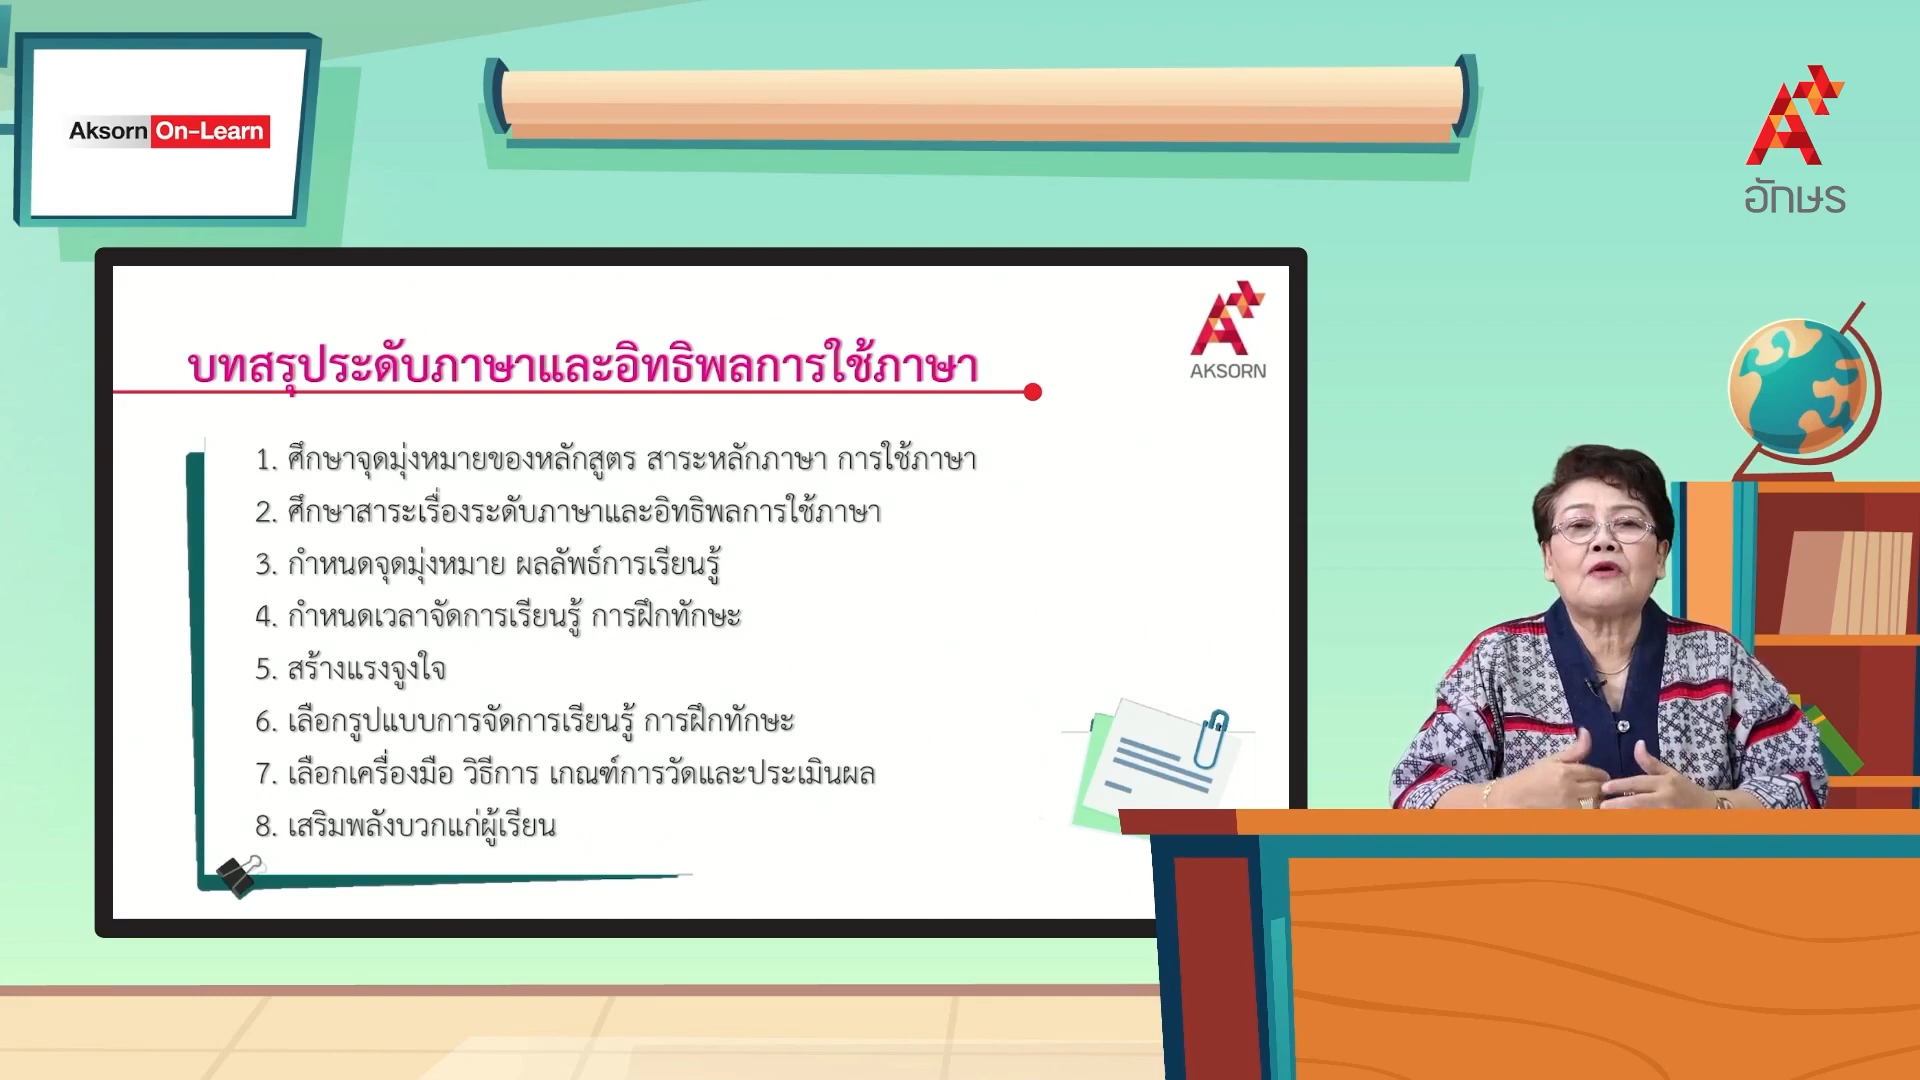 Aksorn On-Learn
อักษร
AKSORN
บทสรุประดับภาษาและอิทธิพลการใช้ภาษา
1. ศึกษาจุดมุ่งหมายของหลักสูตร สาระหลักภาษา การใช้ภาษา
2. ศึกษาสาระเรื่องระดับภาษาและอิทธิพลการใช้ภาษา
3. กำหนดจุดมุ่งหมาย ผลลัพธ์การเรียนรู้
4. กำหนดเวลาจัดการเรียนรู้ การฝึกทักษะ
5. สร้างแรงจูงใจ
6. เลือกรูปแบบการจัดการเรียนรู้ การฝึกทักษะ
7. เลือกเครื่องมือ วิธีการ เกณฑ์การวัดและประเมินผล
8. เสริมพลังบวกแก่ผู้เรียน